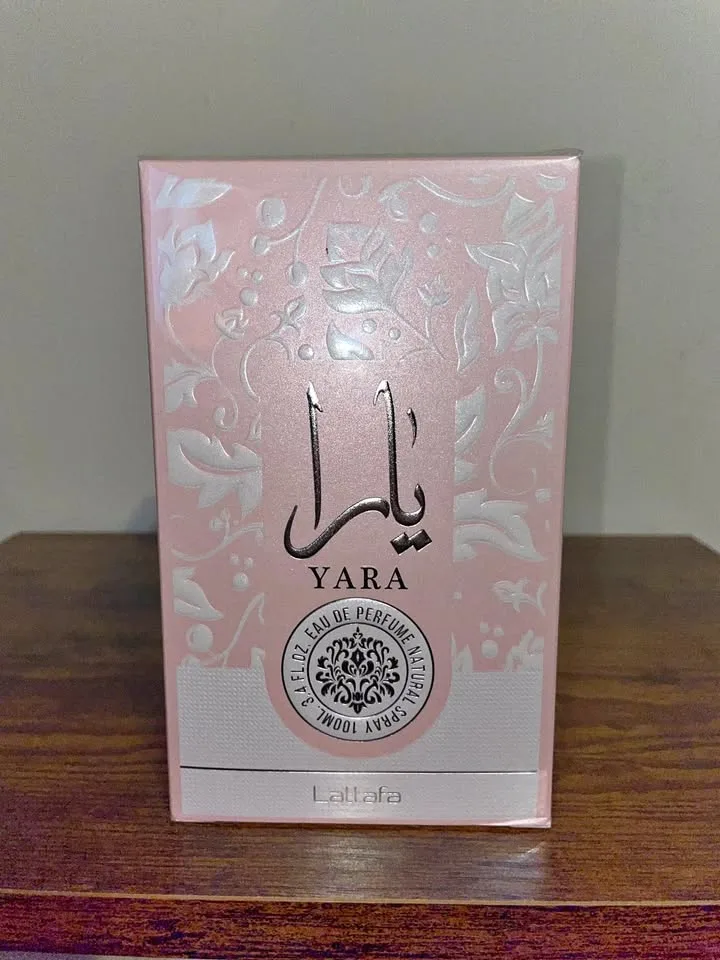 يارا
YARA
EAU DE PERFUME NATURAL SPRAY 100ML 3.4 FL.OZ.
Lattafa